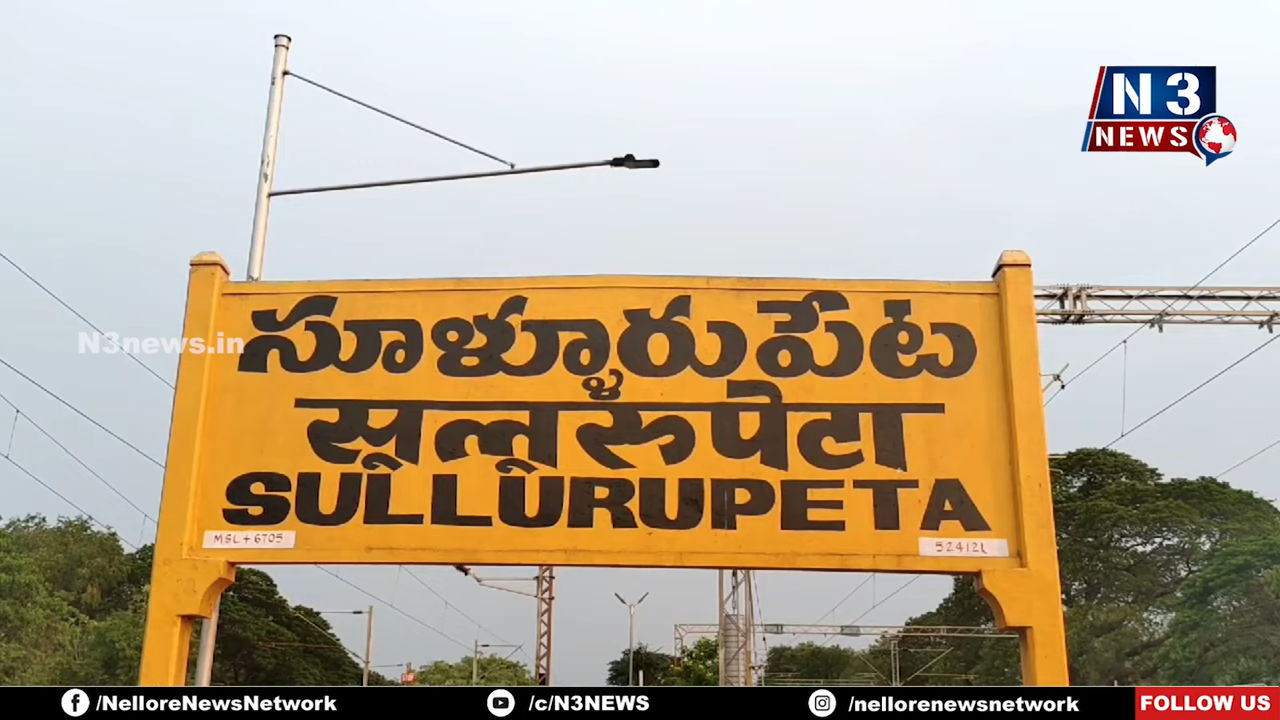 N3
NEWS
N3news.in
సూళ్ళూరుపేట
सूलूरुपेटा
SULLURUPETA
MSL + 6705
524121
/NelloreNewsNetwork
/c/N3NEWS
/nellorenewsnetwork
FOLLOW US